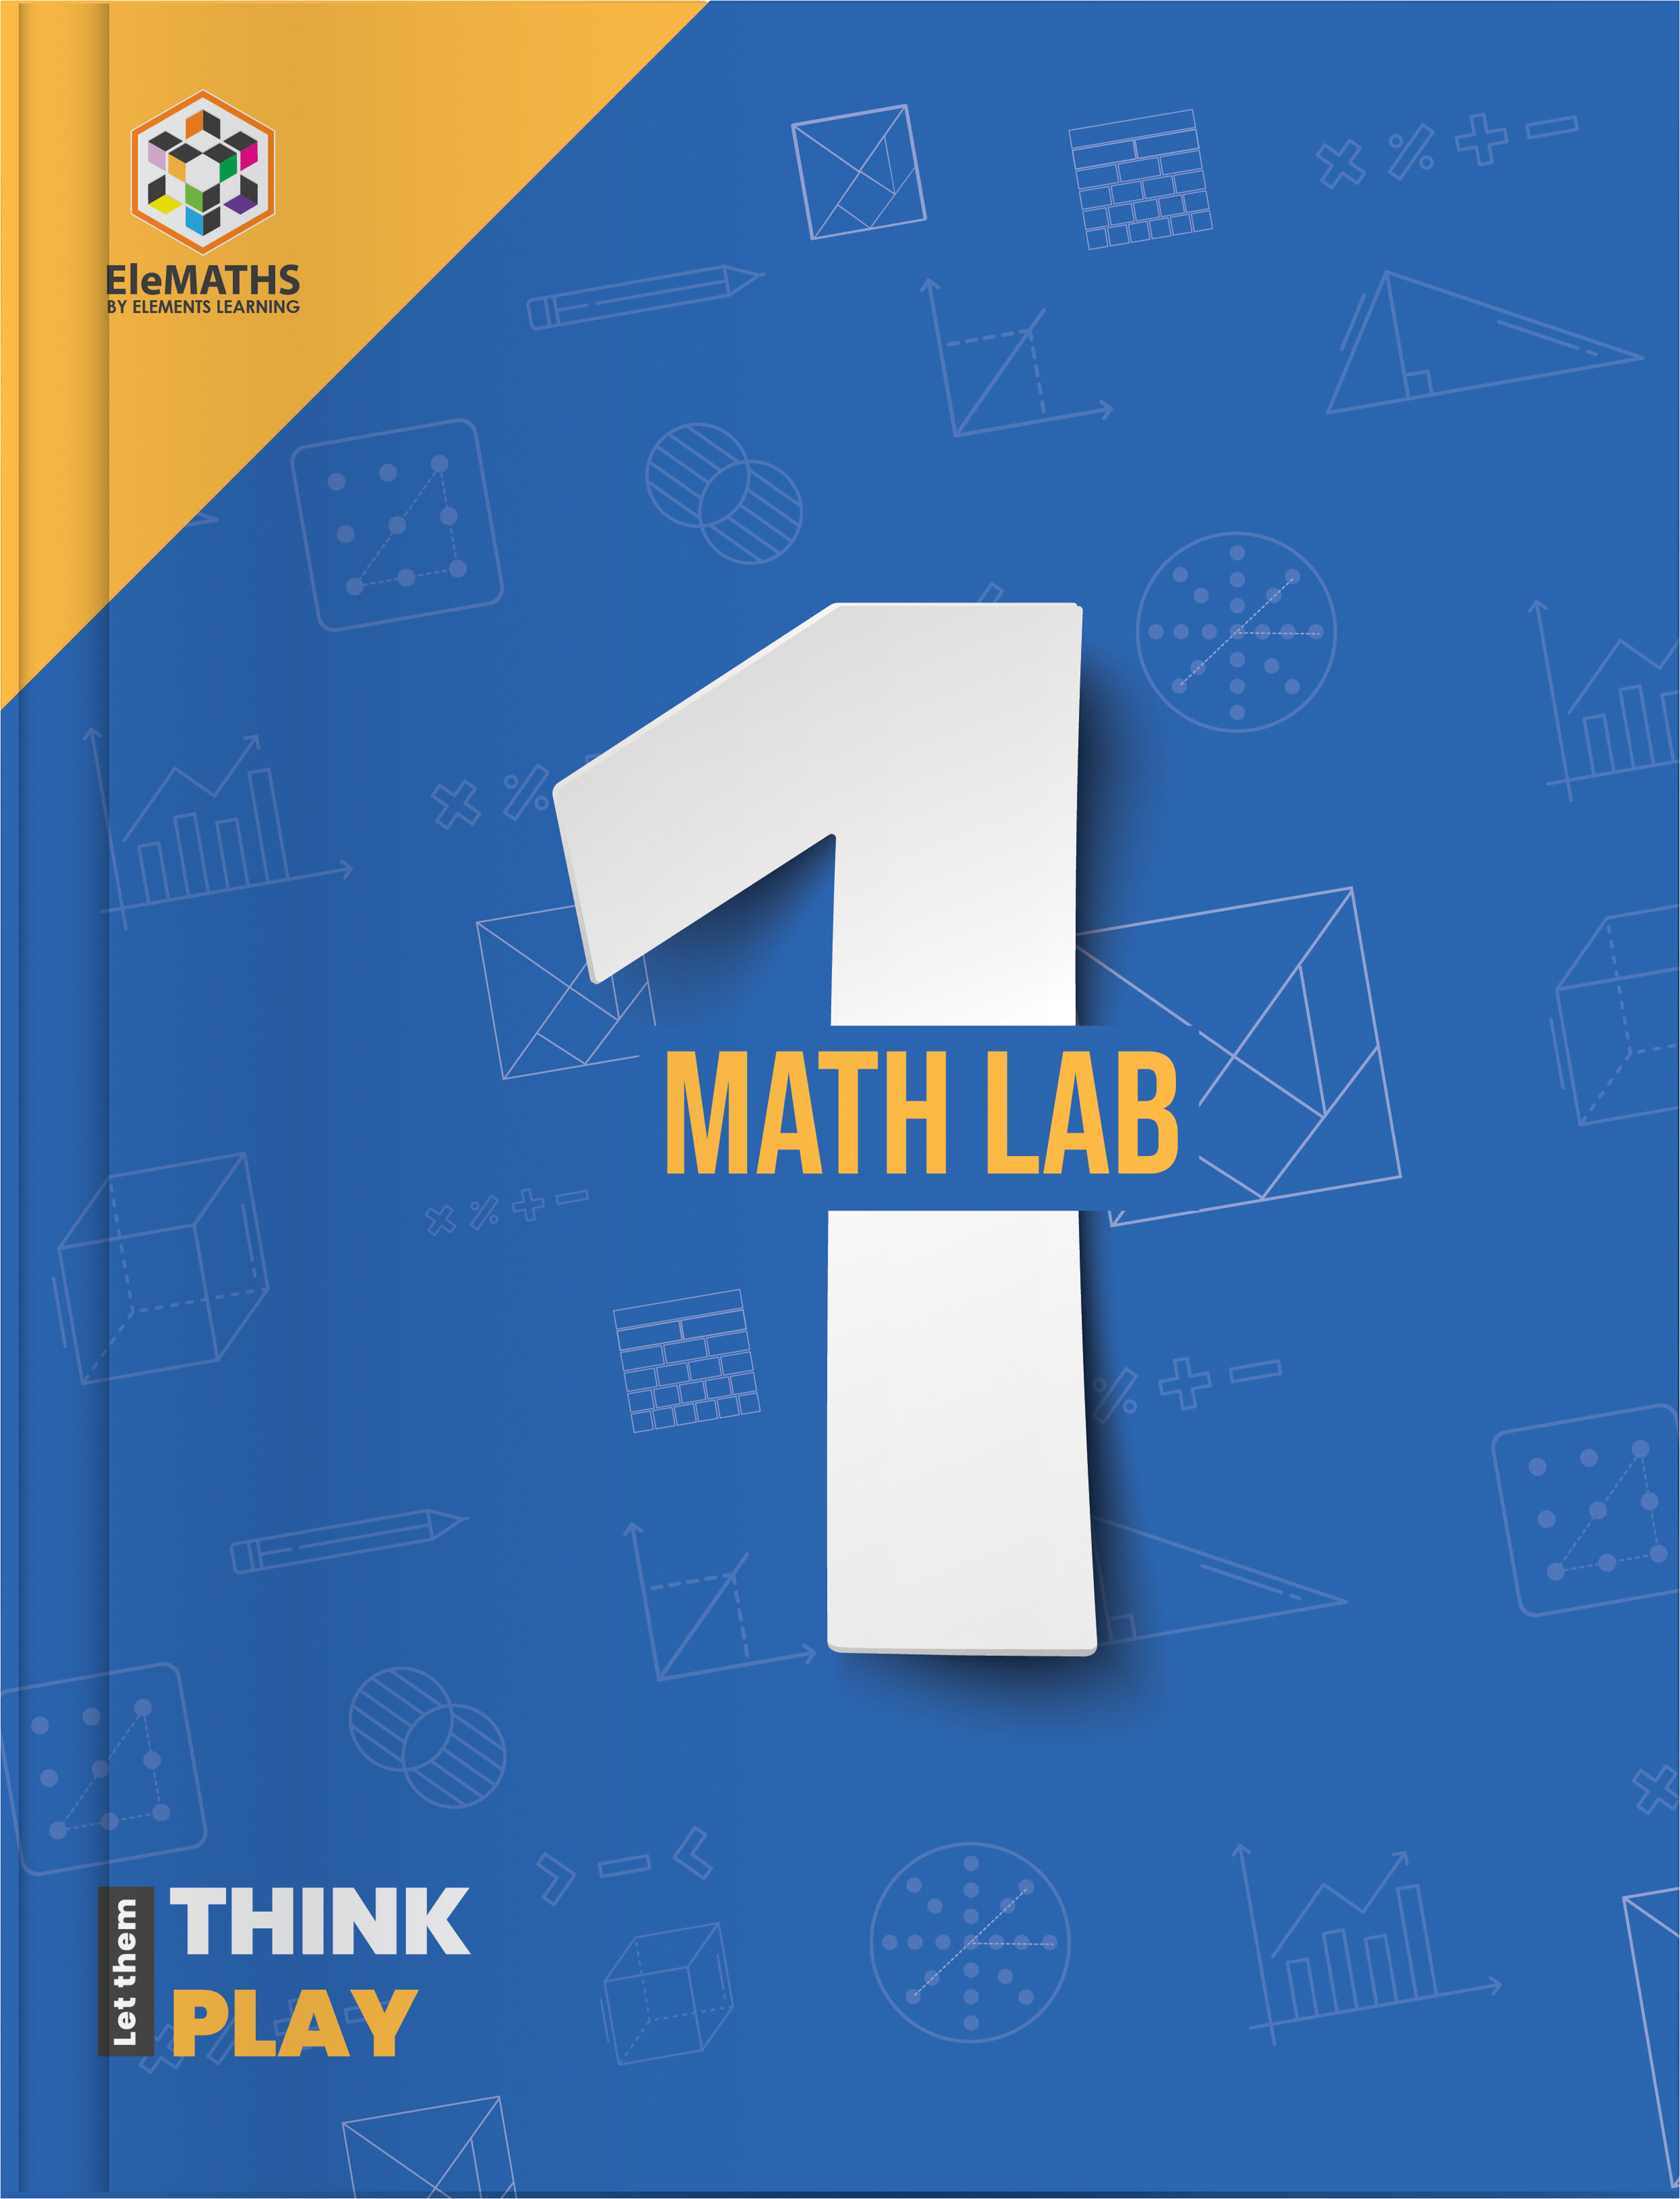 EleMATHS
BY ELEMENTS LEARNING
1
MATH LAB
Let them
THINK
PLAY